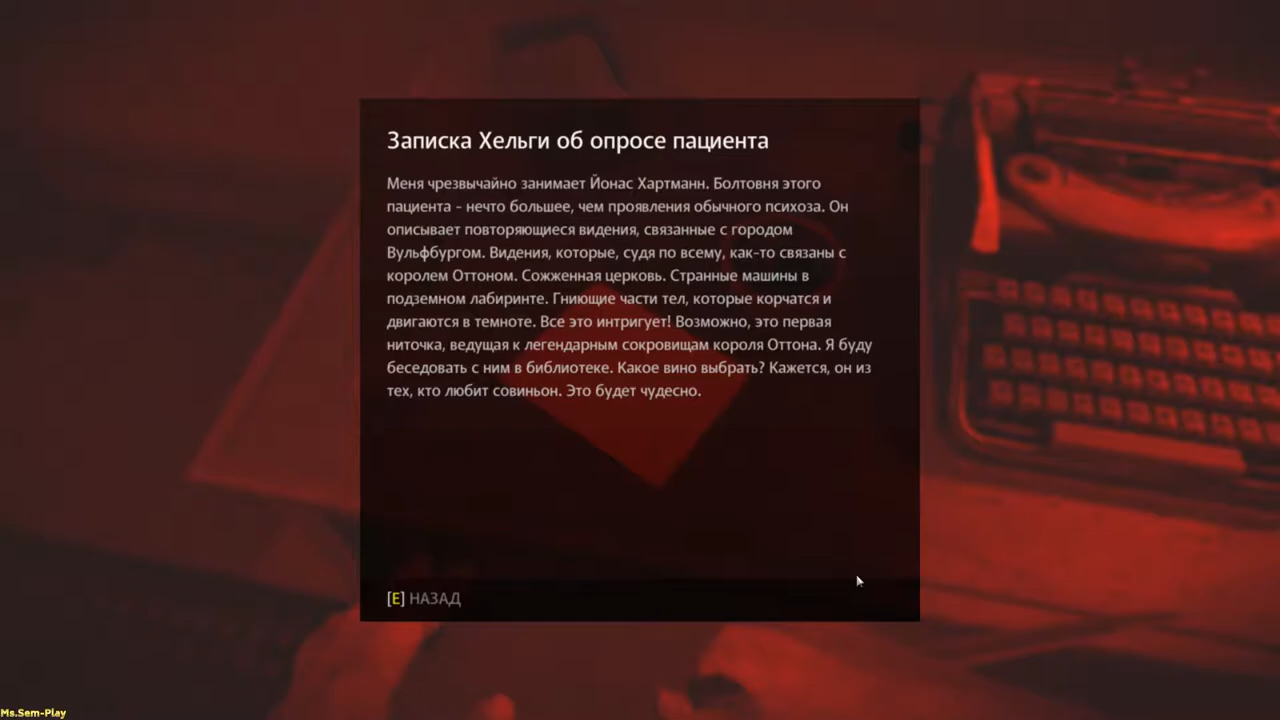 Записка Хельги об опросе пациента
Меня чрезвычайно занимает Йонас Хартманн. Болтовня этого
пациента - нечто большее, чем проявления обычного психоза. Он
описывает повторяющиеся видения, связанные с городом
Вульфбургом. Видения, которые, судя по всему, как-то связаны с
королем Оттоном. Сожженная церковь. Странные машины в
подземном лабиринте. Гниющие части тел, которые корчатся и
двигаются в темноте. Все это интригует! Возможно, это первая
ниточка, ведущая к легендарным сокровищам короля Оттона. Я буду
беседовать с ним в библиотеке. Какое вино выбрать? Кажется, он из
тех, кто любит совиньон. Это будет чудесно.
[E] НАЗАД
Ms.Sem-Play